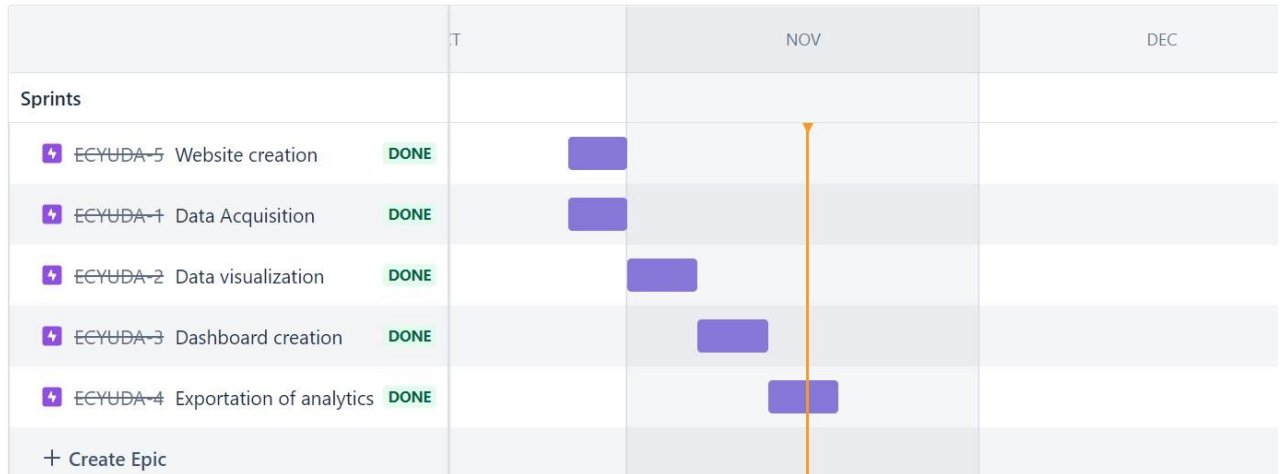 T NOV DEC
Sprints
ECYUDA-5 Website creation DONE
ECYUDA-1 Data Acquisition DONE
ECYUDA-2 Data visualization DONE
ECYUDA-3 Dashboard creation DONE
ECYUDA-4 Exportation of analytics DONE
+ Create Epic